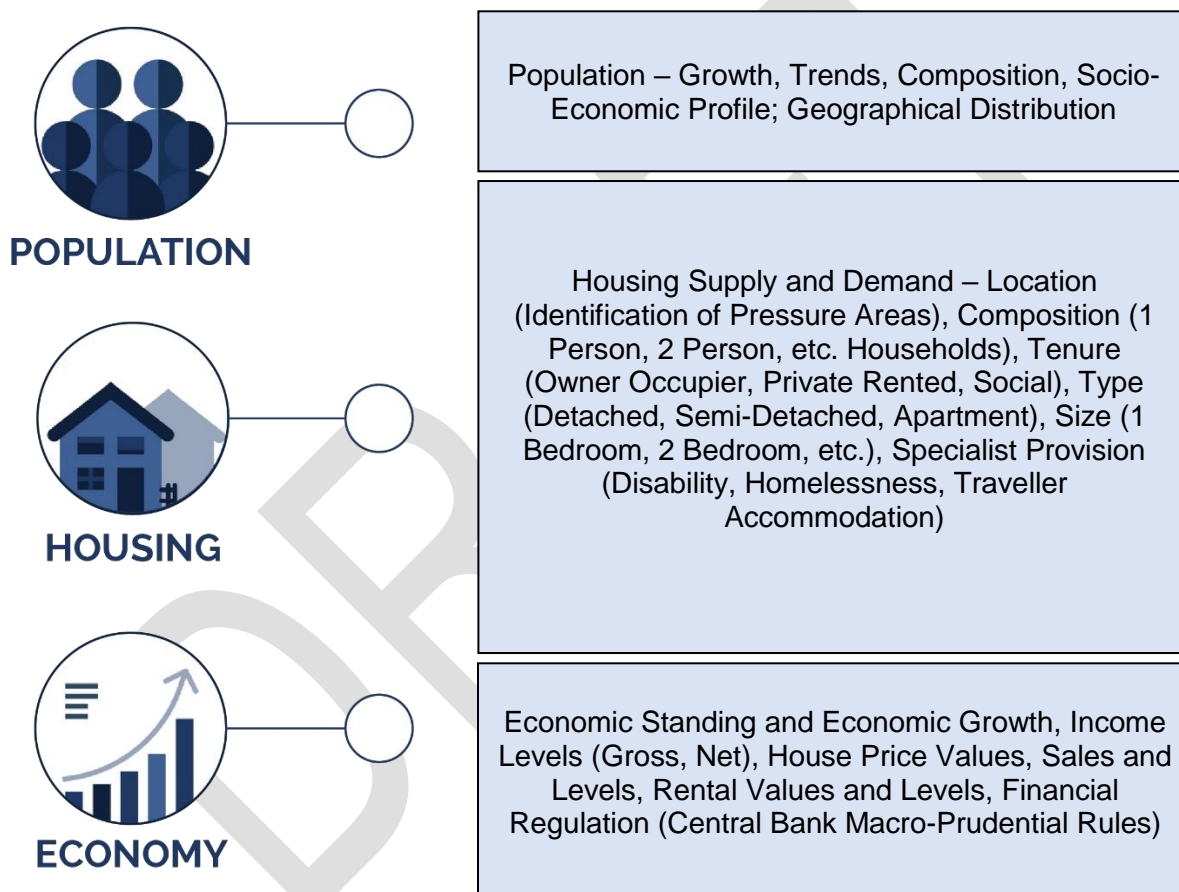 POPULATION
Population – Growth, Trends, Composition, Socio-
Economic Profile; Geographical Distribution
HOUSING
Housing Supply and Demand – Location
(Identification of Pressure Areas), Composition (1
Person, 2 Person, etc. Households), Tenure
(Owner Occupier, Private Rented, Social), Type
(Detached, Semi-Detached, Apartment), Size (1
Bedroom, 2 Bedroom, etc.), Specialist Provision
(Disability, Homelessness, Traveller
Accommodation)
ECONOMY
Economic Standing and Economic Growth, Income
Levels (Gross, Net), House Price Values, Sales and
Levels, Rental Values and Levels, Financial
Regulation (Central Bank Macro-Prudential Rules)